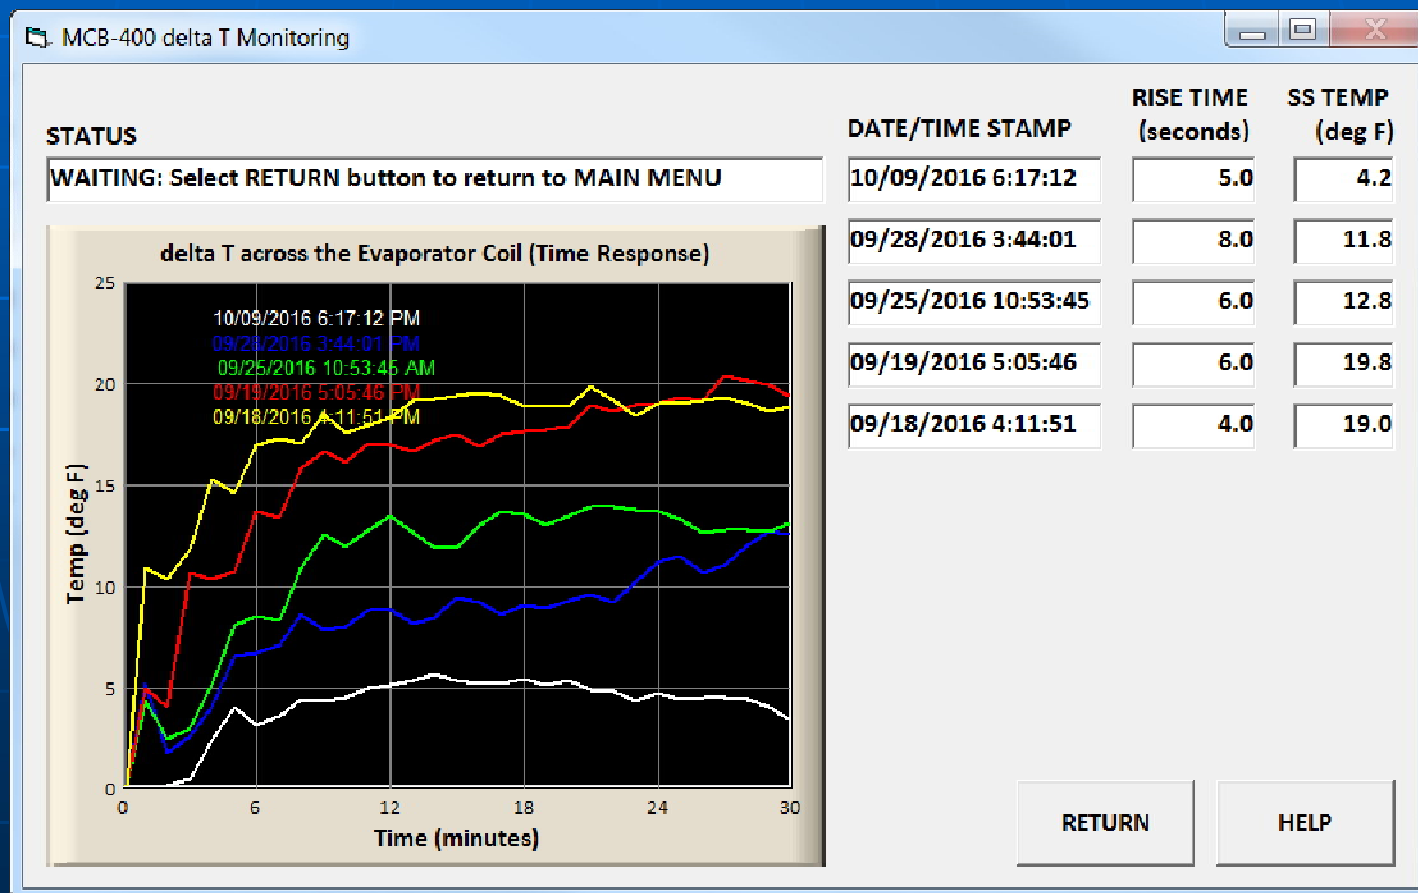 MCB-400 delta T Monitoring
STATUS
WAITING: Select RETURN button to return to MAIN MENU
DATE/TIME STAMP
RISE TIME
(seconds)
SS TEMP
(deg F)
10/09/2016 6:17:12
5.0
4.2
09/28/2016 3:44:01
8.0
11.8
09/25/2016 10:53:45
6.0
12.8
09/19/2016 5:05:46
6.0
19.8
09/18/2016 4:11:51
4.0
19.0
delta T across the Evaporator Coil (Time Response)
10/09/2016 6:17:12 PM
09/28/2016 3:44:01 PM
09/25/2016 10:53:45 AM
09/19/2016 5:05:46 PM
09/18/2016 4:11:51 PM
Temp (deg F)
25
20
15
10
5
0
0
6
12
18
24
30
Time (minutes)
RETURN
HELP